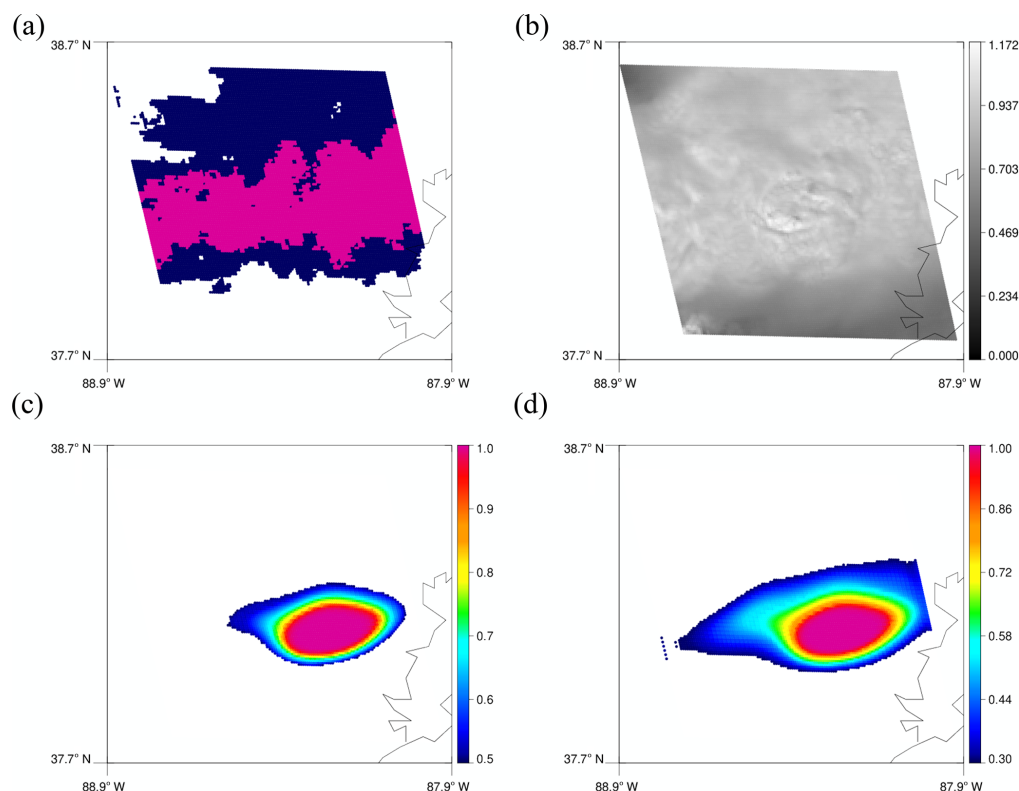 (a)
(b)
38.7° N
37.7° N
88.9° W
87.9° W
38.7° N
37.7° N
88.9° W
87.9° W
1.172
0.937
0.703
0.469
0.234
0.000
(c)
(d)
38.7° N
37.7° N
88.9° W
87.9° W
1.0
0.9
0.8
0.7
0.6
0.5
38.7° N
37.7° N
88.9° W
87.9° W
1.00
0.86
0.72
0.58
0.44
0.30